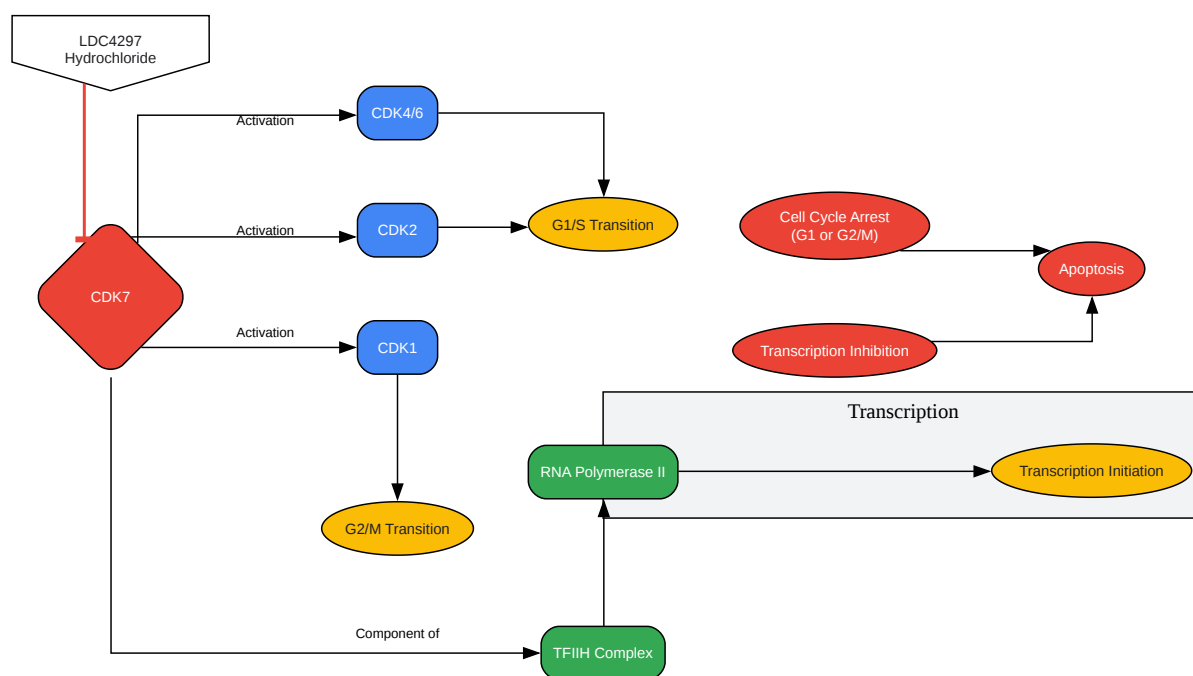 LDC4297
Hydrochloride
Activation
CDK4/6
Activation
CDK2
G1/S Transition
Cell Cycle Arrest
(G1 or G2/M)
Apoptosis
CDK7
Activation
CDK1
Transcription Inhibition
Transcription
RNA Polymerase II
Transcription Initiation
G2/M Transition
Component of
TFIIH Complex